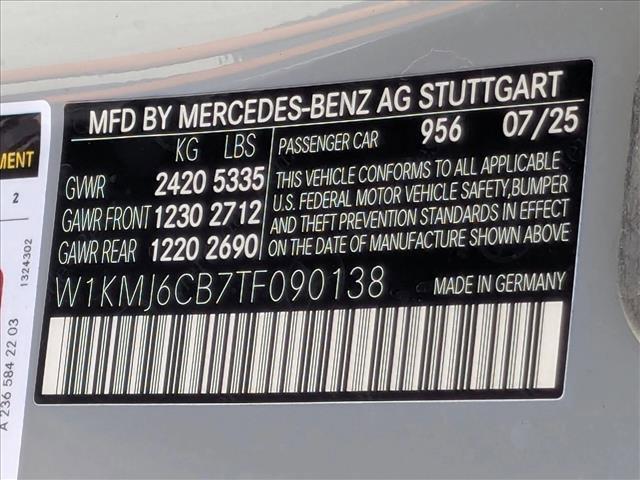 MFD BY MERCEDES-BENZ AG STUTTGART
KG LBS
GVWR 2420 5335
GAWR FRONT 1230 2712
GAWR REAR 1220 2690
PASSENGER CAR 956 07/25
THIS VEHICLE CONFORMS TO ALL APPLICABLE
U.S. FEDERAL MOTOR VEHICLE SAFETY,BUMPER
AND THEFT PREVENTION STANDARDS IN EFFECT
ON THE DATE OF MANUFACTURE SHOWN ABOVE
W1KMJ6CB7TF090138 MADE IN GERMANY
MENT
2
1324302
A 236 584 22 03